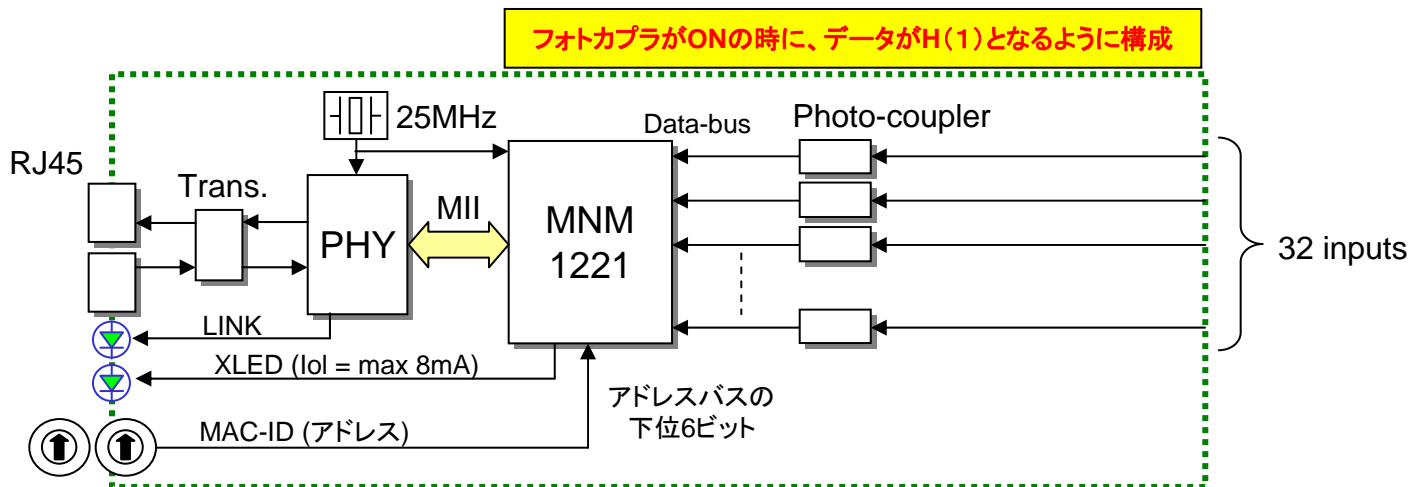 フォトカプラがONの時に、データがH(1)となるように構成
25MHz
Data-bus
Photo-coupler
RJ45
Trans.
PHY
MII
MNM
1221
32 inputs
LINK
XLED (Iol = max 8mA)
アドレスバスの
下位6ビット
MAC-ID (アドレス)